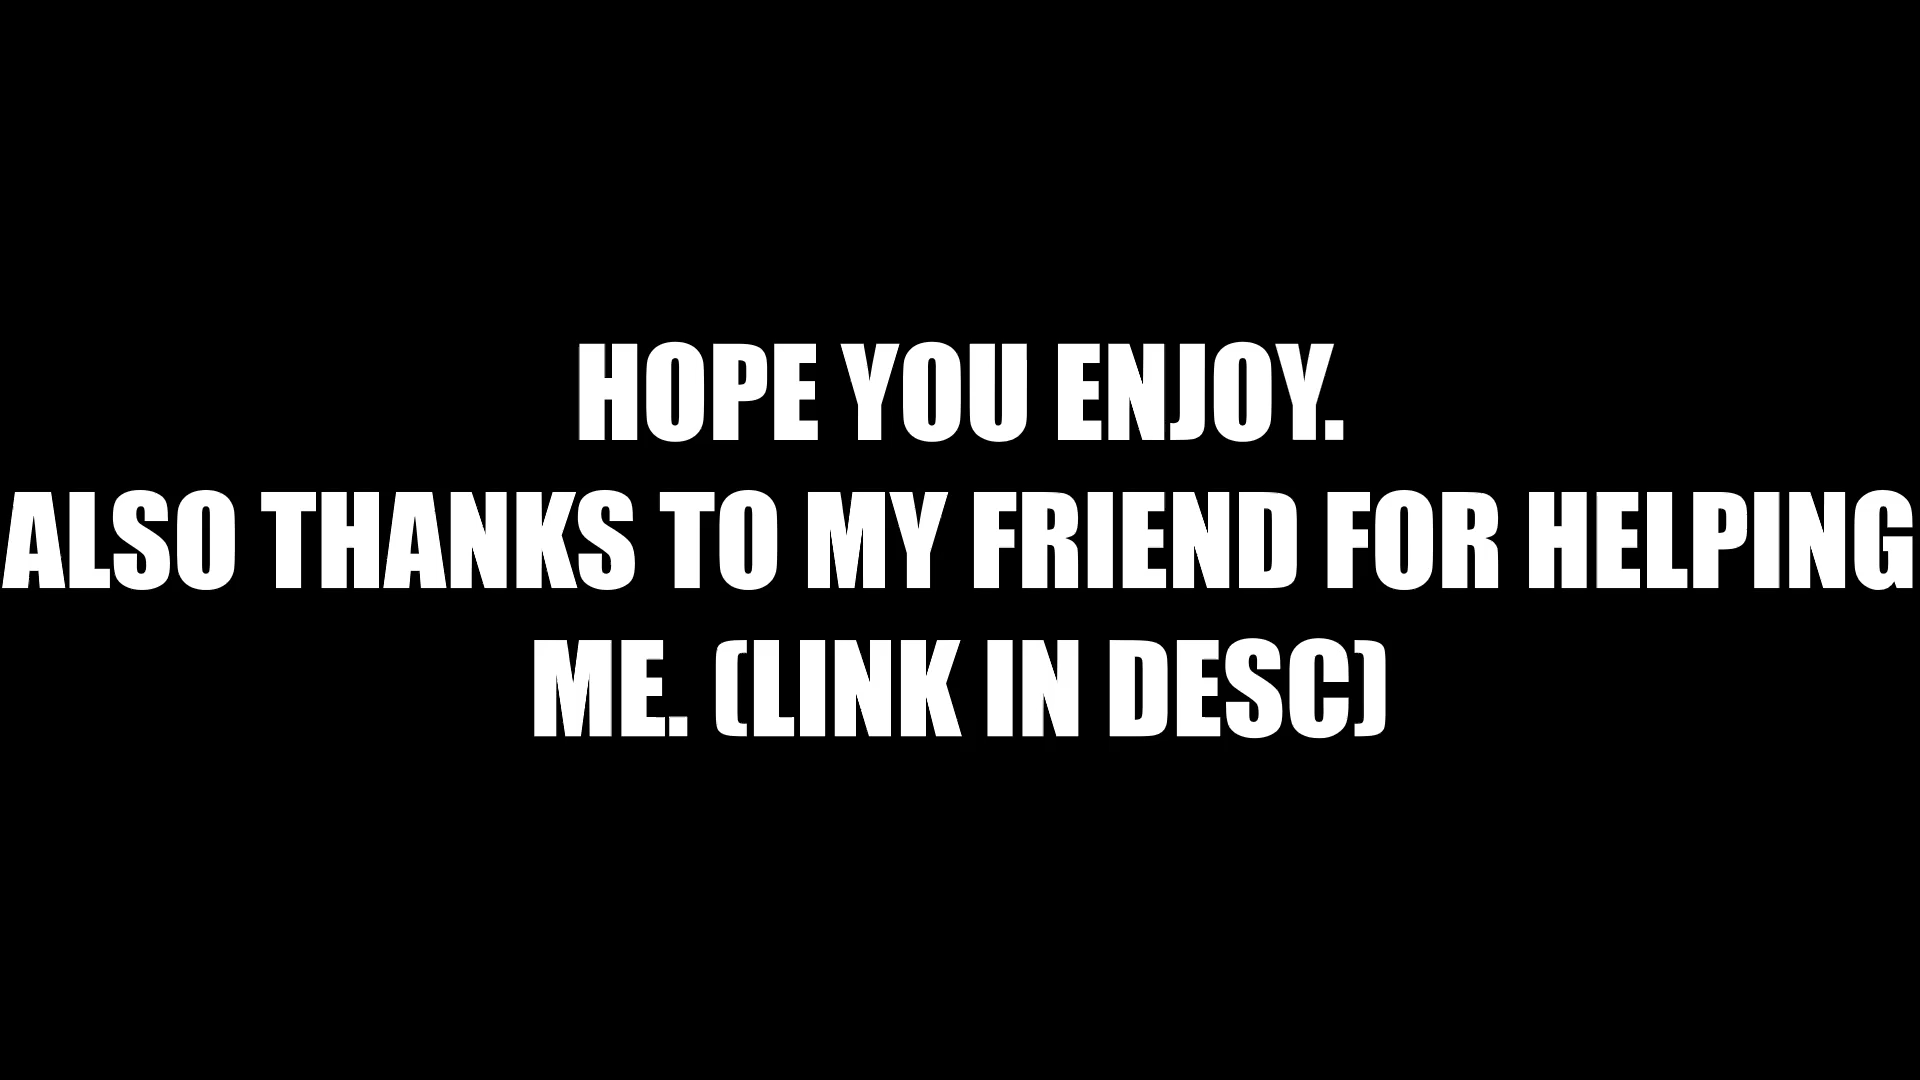 HOPE YOU ENJOY.
ALSO THANKS TO MY FRIEND FOR HELPING
ME. (LINK IN DESC)